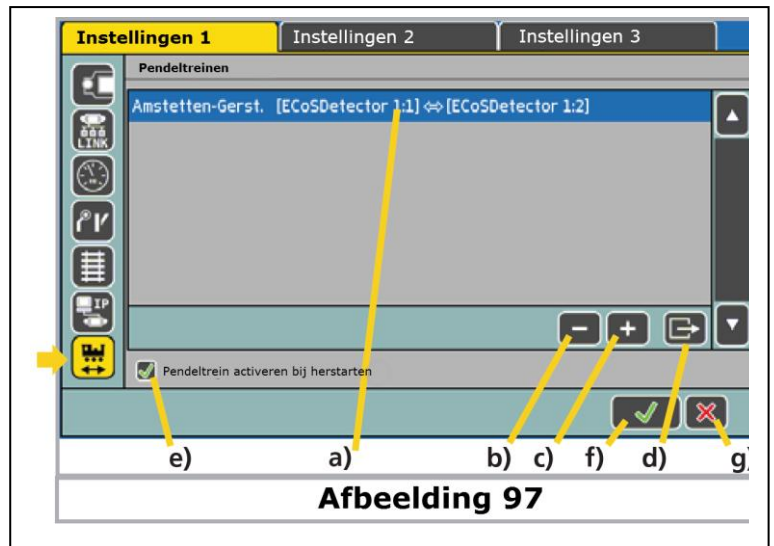 Instellingen 1 Instellingen 2 Instellingen 3
Pendeltreinen
Amstetten-Gerst. [ECoSDetector 1:1] ⇔ [ECoSDetector 1:2]
LINK
IP
Pendeltrein activeren bij herstarten
e) a) b) c) f) d) g)
Afbeelding 97